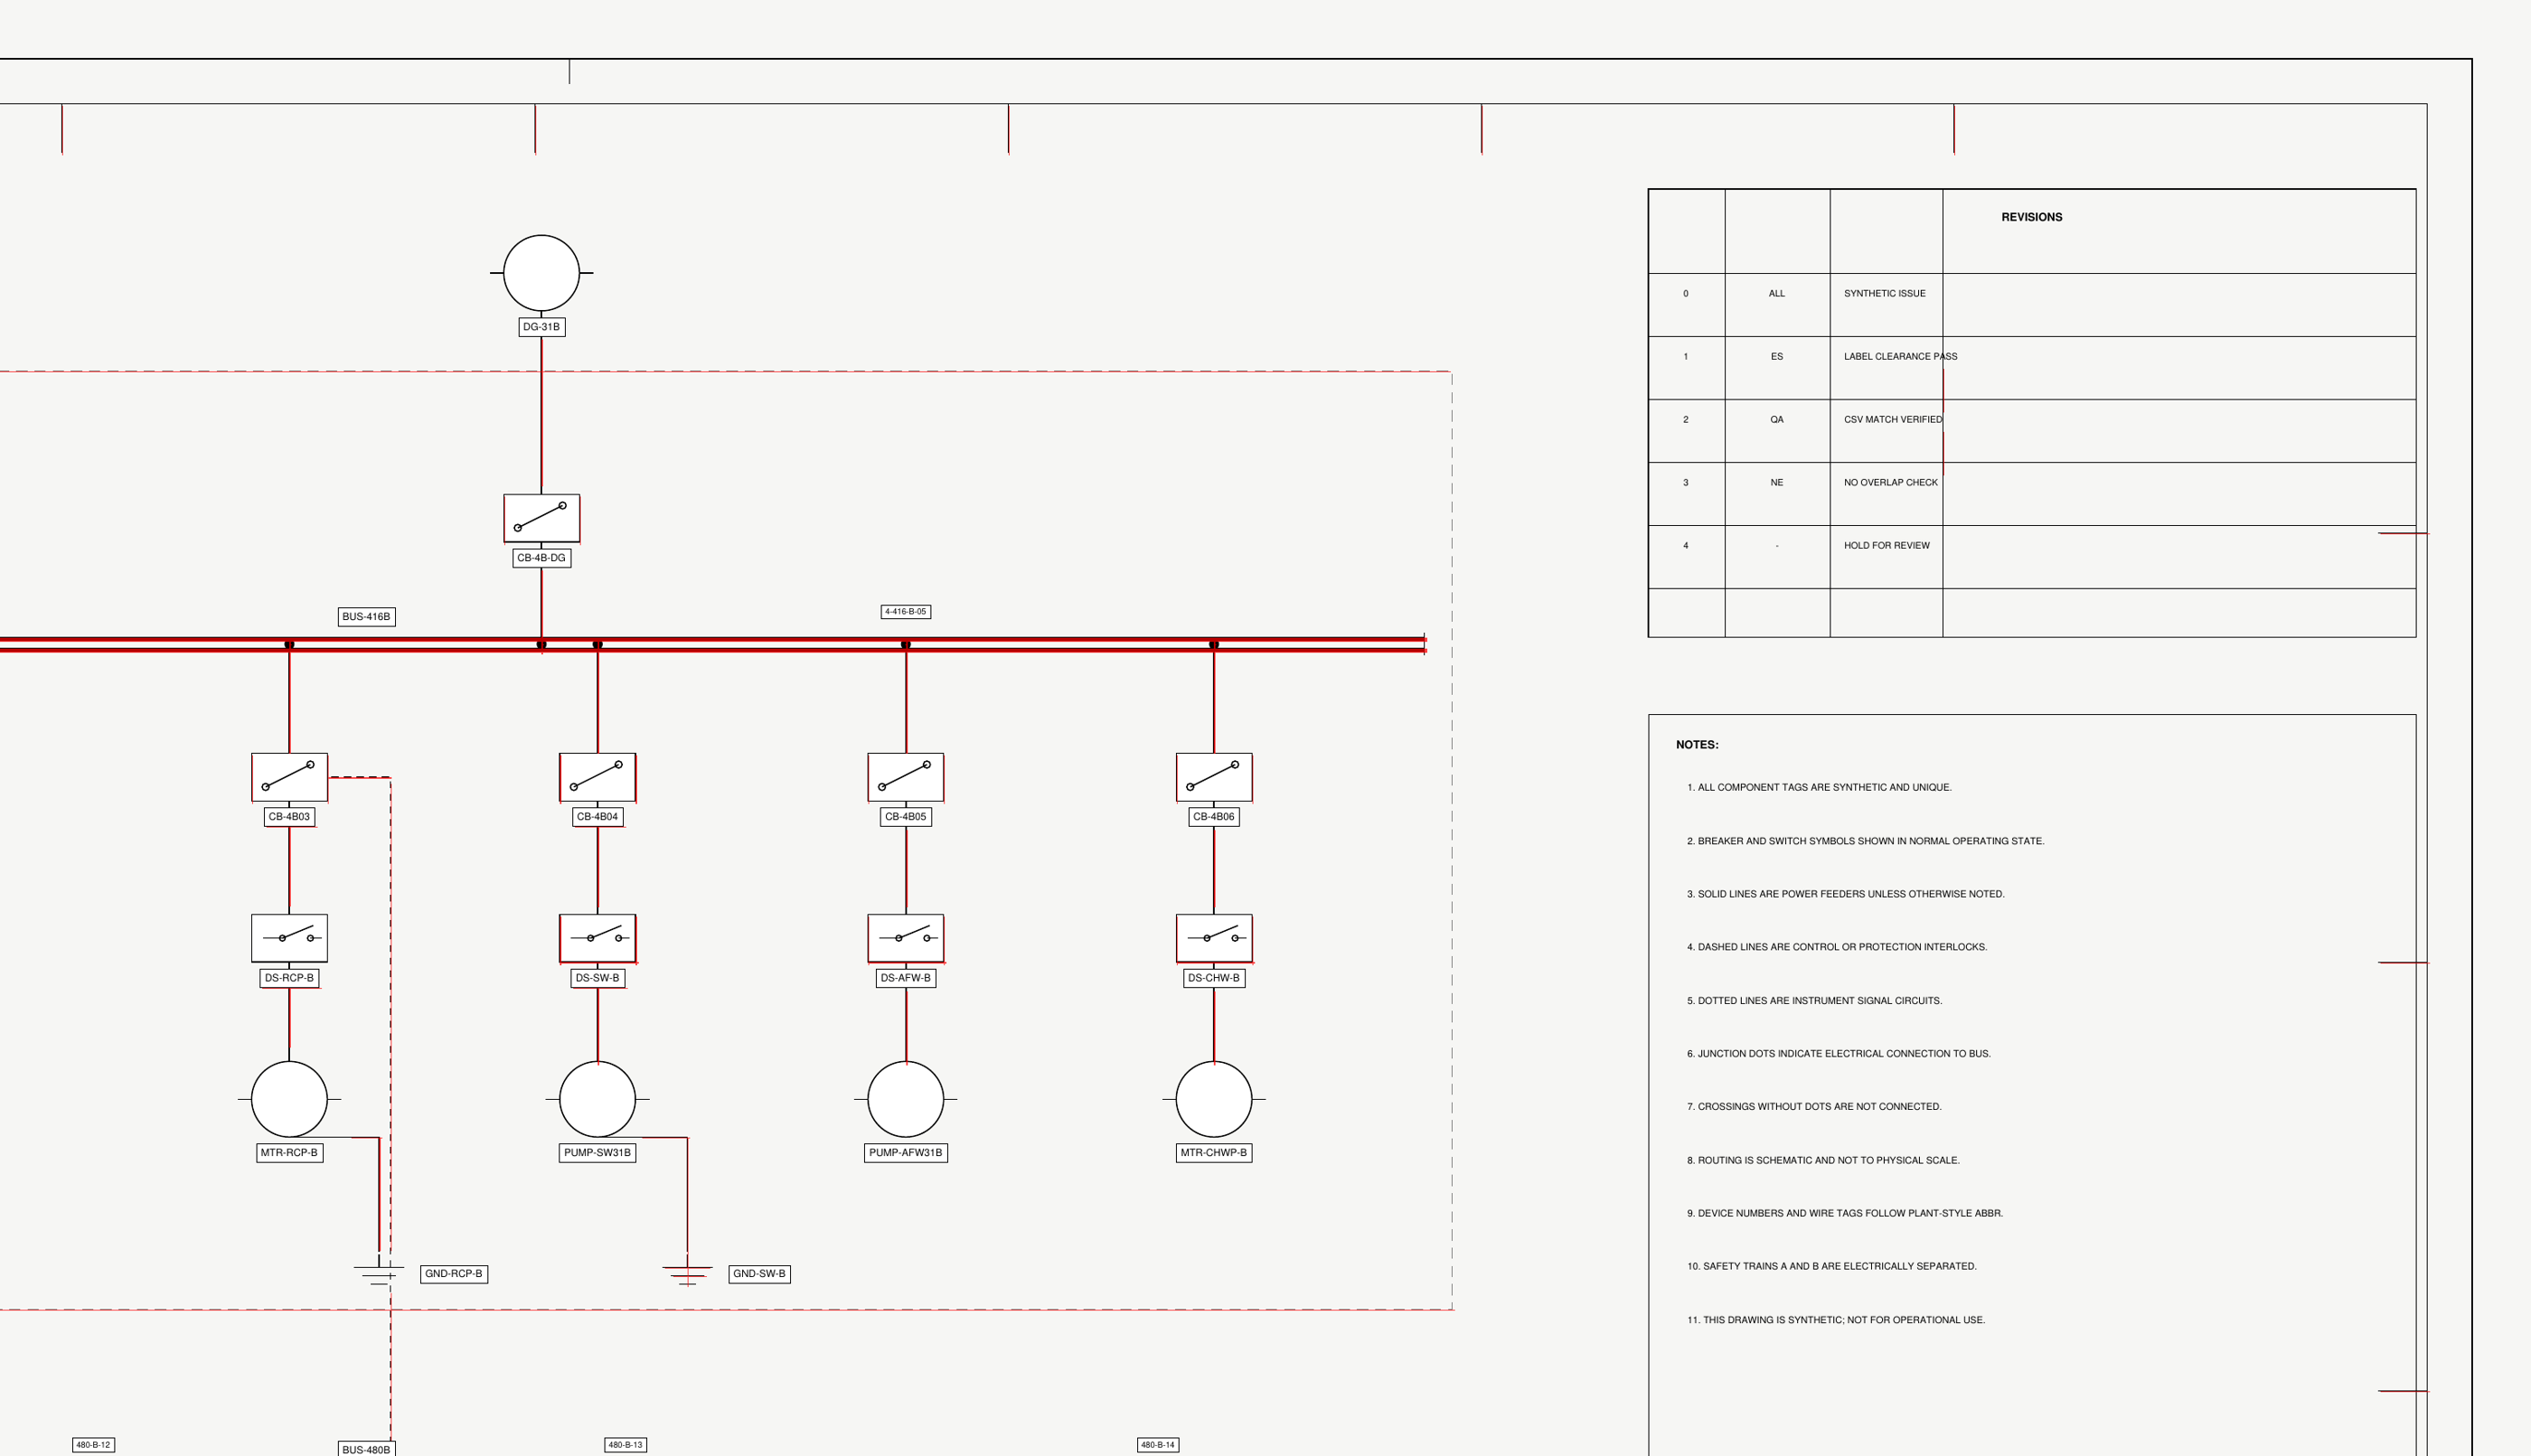 REVISIONS
0 ALL SYNTHETIC ISSUE
1 ES LABEL CLEARANCE PASS
2 QA CSV MATCH VERIFIED
3 NE NO OVERLAP CHECK
4 - HOLD FOR REVIEW
DG-31B
CB-4B-DG
BUS-416B
4-416-B-05
CB-4B03
CB-4B04
CB-4B05
CB-4B06
DS-RCP-B
DS-SW-B
DS-AFW-B
DS-CHW-B
MTR-RCP-B
PUMP-SW31B
PUMP-AFW31B
MTR-CHWP-B
GND-RCP-B
GND-SW-B
480-B-12
BUS-480B
480-B-13
480-B-14
NOTES:
1. ALL COMPONENT TAGS ARE SYNTHETIC AND UNIQUE.
2. BREAKER AND SWITCH SYMBOLS SHOWN IN NORMAL OPERATING STATE.
3. SOLID LINES ARE POWER FEEDERS UNLESS OTHERWISE NOTED.
4. DASHED LINES ARE CONTROL OR PROTECTION INTERLOCKS.
5. DOTTED LINES ARE INSTRUMENT SIGNAL CIRCUITS.
6. JUNCTION DOTS INDICATE ELECTRICAL CONNECTION TO BUS.
7. CROSSINGS WITHOUT DOTS ARE NOT CONNECTED.
8. ROUTING IS SCHEMATIC AND NOT TO PHYSICAL SCALE.
9. DEVICE NUMBERS AND WIRE TAGS FOLLOW PLANT-STYLE ABBR.
10. SAFETY TRAINS A AND B ARE ELECTRICALLY SEPARATED.
11. THIS DRAWING IS SYNTHETIC; NOT FOR OPERATIONAL USE.